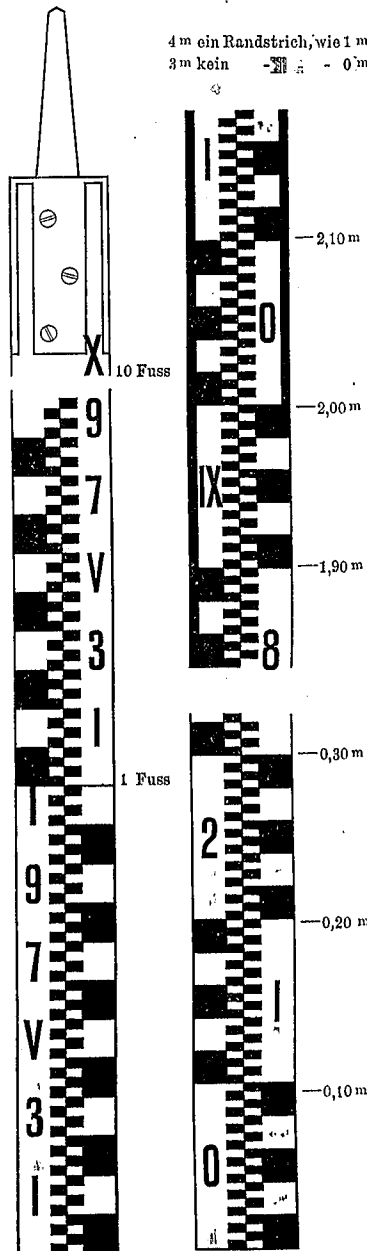 4 m ein Randstrich, wie 1 m
3 m kein - - 0 m
X 10 Fuss
9
7
V
3
I
1 Fuss
I
9
7
V
3
I
I
2,10 m
0
2,00 m
IX
1,90 m
8
0,30 m
2
0,20 m
I
0,10 m
0